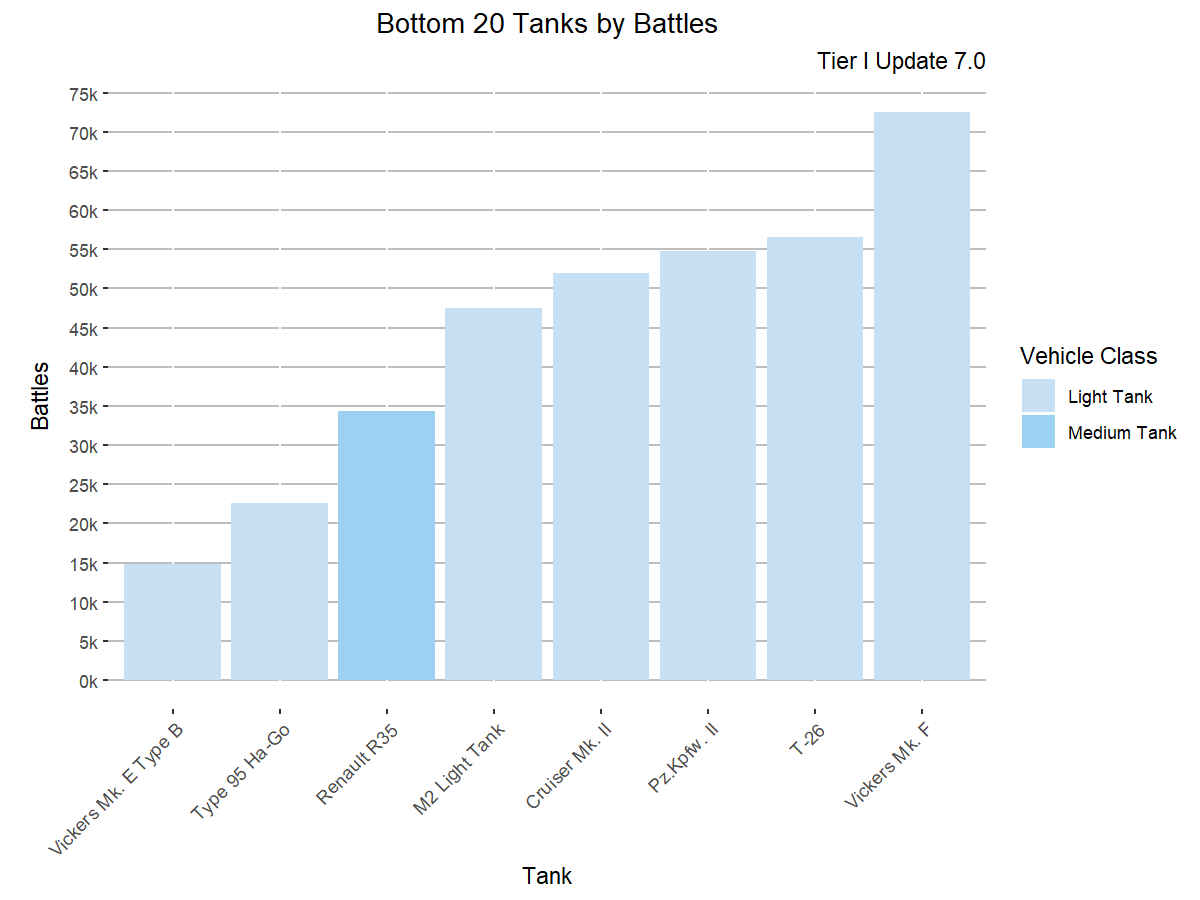 Bottom 20 Tanks by Battles
Tier I Update 7.0
75k
70k
65k
60k
55k
50k
45k
40k
35k
30k
25k
20k
15k
10k
5k
0k
Battles
Vickers Mk. E Type B
Type 95 Ha-Go
Renault R35
M2 Light Tank
Cruiser Mk. II
Pz.Kpfw. II
T-26
Vickers Mk. F
Tank
Vehicle Class
Light Tank
Medium Tank